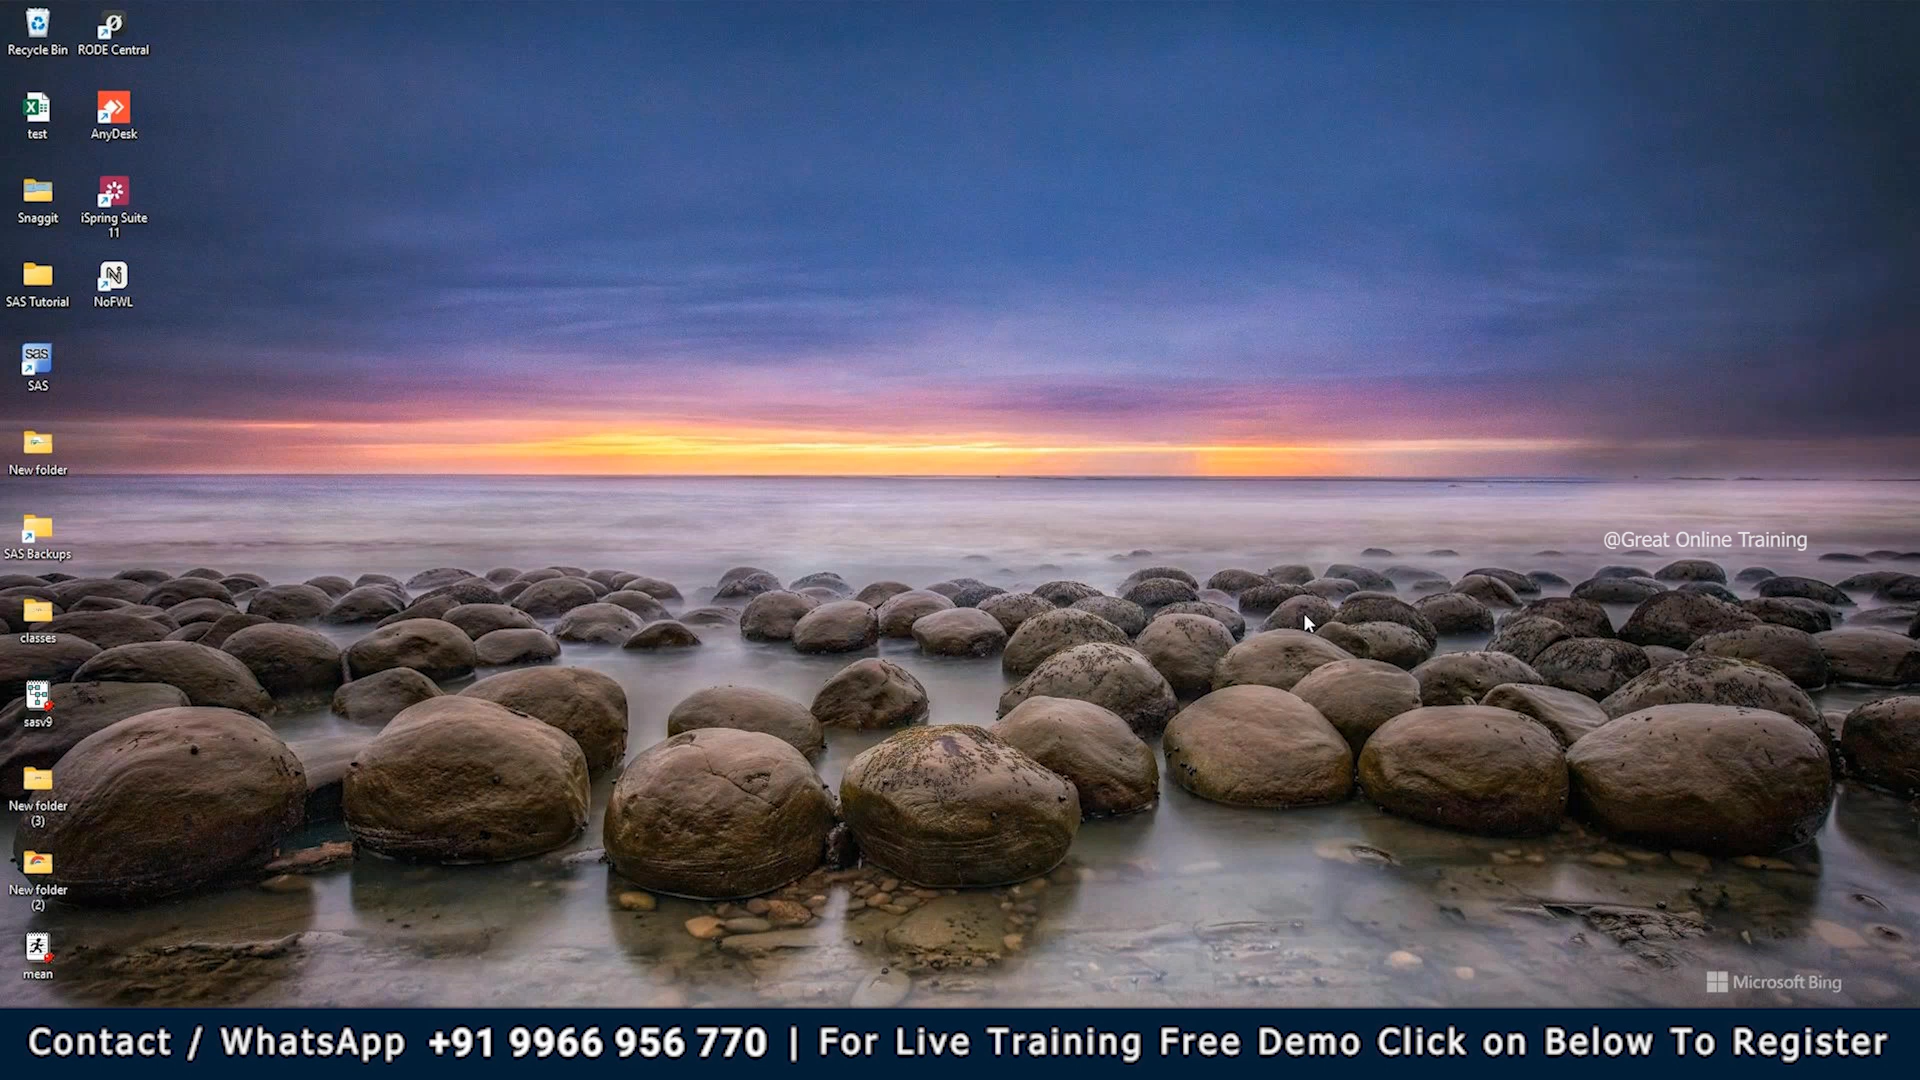 Recycle Bin
RODE Central
test
AnyDesk
Snaggit
iSpring Suite
11
SAS Tutorial
NoFWL
sas
SAS
New folder
SAS Backups
classes
sasv9
New folder
(3)
New folder
(2)
mean
@Great Online Training
Microsoft Bing
Contact / WhatsApp +91 9966 956 770 | For Live Training Free Demo Click on Below To Register